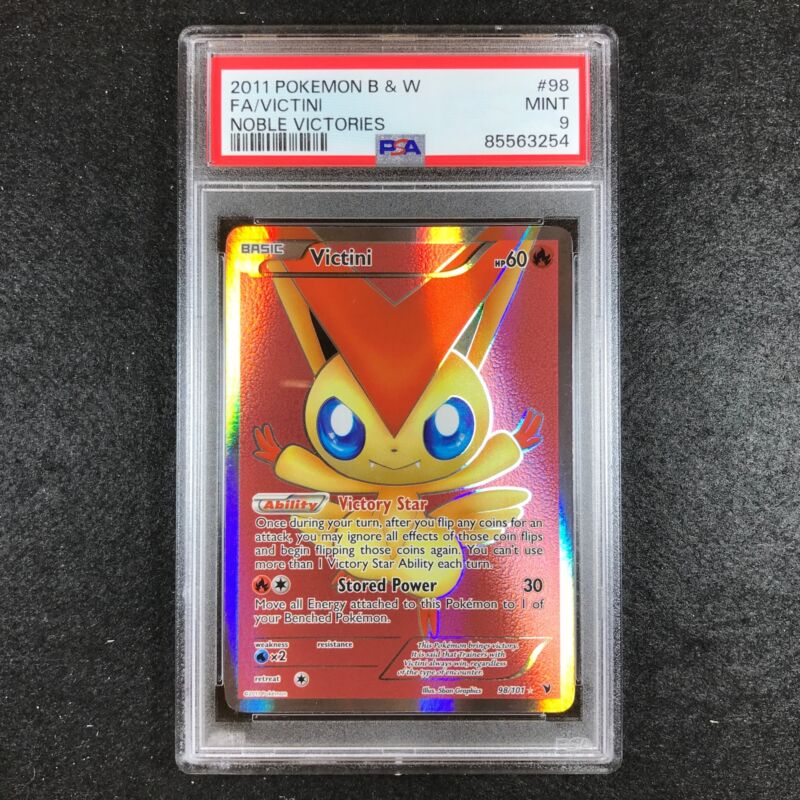 2011 POKEMON B & W #98
FA/VICTINI MINT
NOBLE VICTORIES 9
PSA 85563254
BASIC Victini HP60
Ability Victory Star
Once during your turn, after you flip any coins for an
attack, you may ignore all effects of those coin flips
and begin flipping those coins again. You can't use
more than 1 Victory Star Ability each turn.
Stored Power 30
Move all Energy attached to this Pokémon to 1 of
your Benched Pokémon.
weakness resistance
×2
retreat
This Pokémon brings victory.
It is said that Trainers with
Victini always win, regardless
of the type of encounter.
©2011 Pokémon Illus. 5ban Graphics 98/101